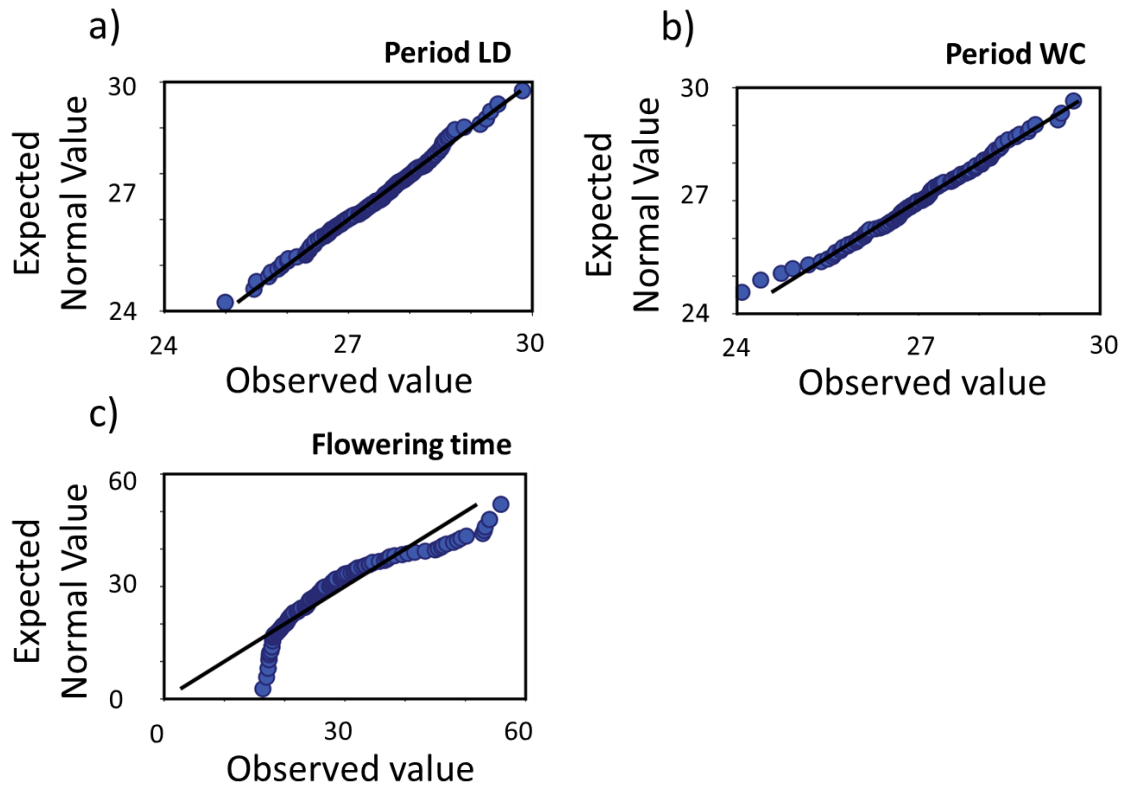 a)
Period LD
Expected
Normal Value
30
27
24
24
27
30
Observed value
b)
Period WC
Expected
Normal Value
30
27
24
24
27
30
Observed value
c)
Flowering time
Expected
Normal Value
60
30
0
0
30
60
Observed value